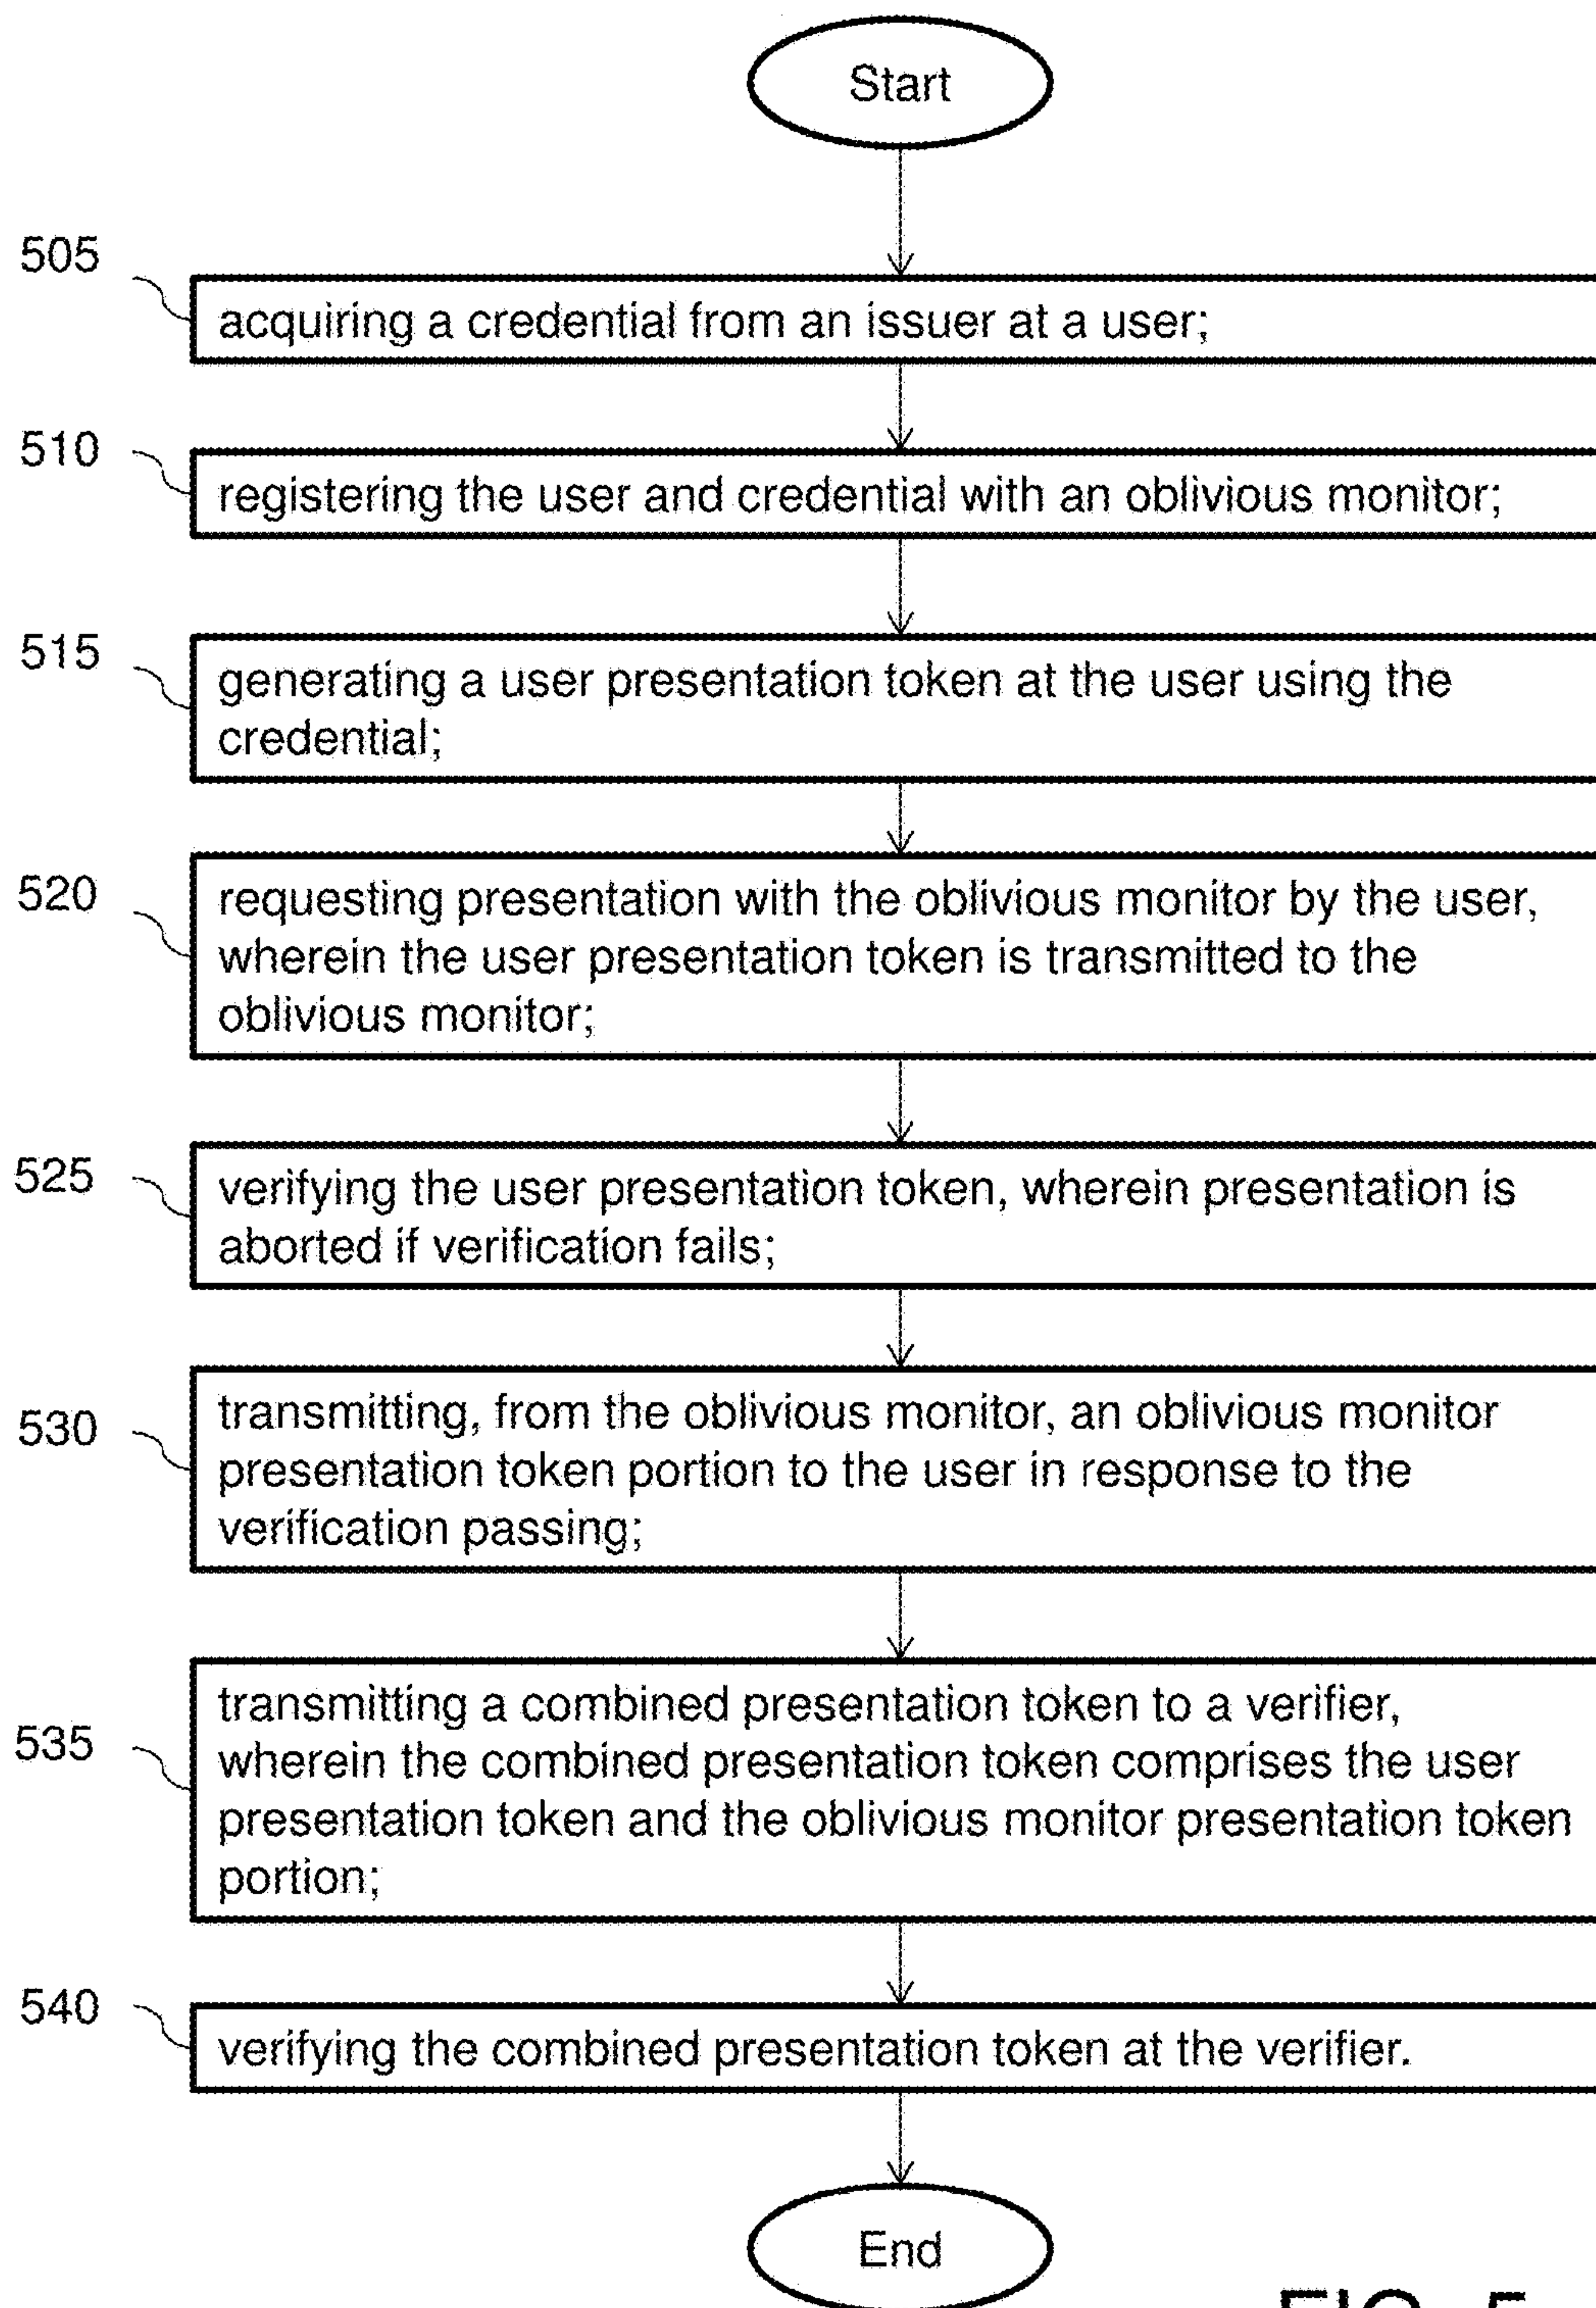 Start
505
acquiring a credential from an issuer at a user;
510
registering the user and credential with an oblivious monitor;
515
generating a user presentation token at the user using the
credential;
520
requesting presentation with the oblivious monitor by the user,
wherein the user presentation token is transmitted to the
oblivious monitor;
525
verifying the user presentation token, wherein presentation is
aborted if verification fails;
530
transmitting, from the oblivious monitor, an oblivious monitor
presentation token portion to the user in response to the
verification passing;
535
transmitting a combined presentation token to a verifier,
wherein the combined presentation token comprises the user
presentation token and the oblivious monitor presentation token
portion;
540
verifying the combined presentation token at the verifier.
End
FIG. 5